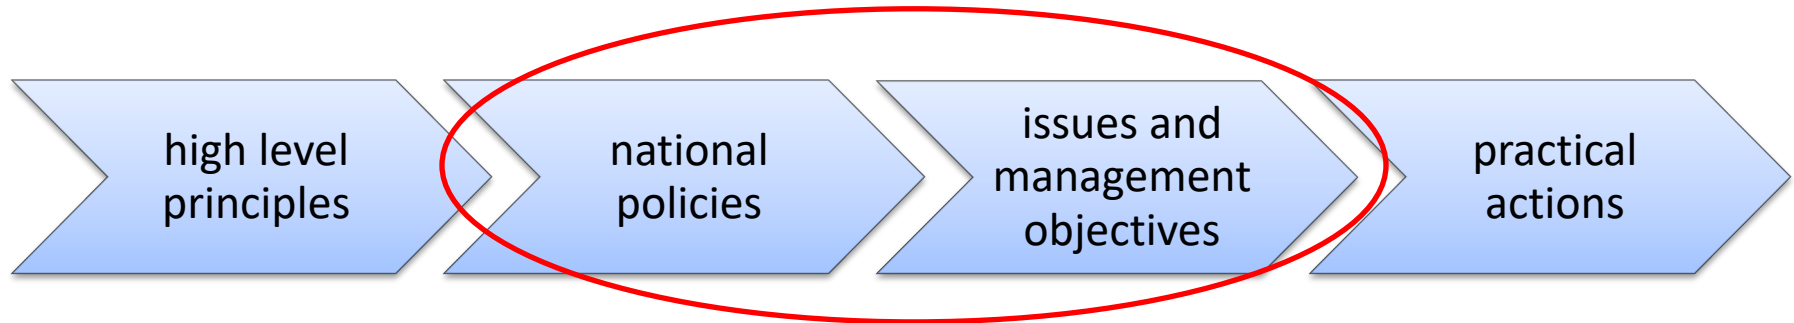 high level
principles
national
policies
issues and
management
objectives
practical
actions